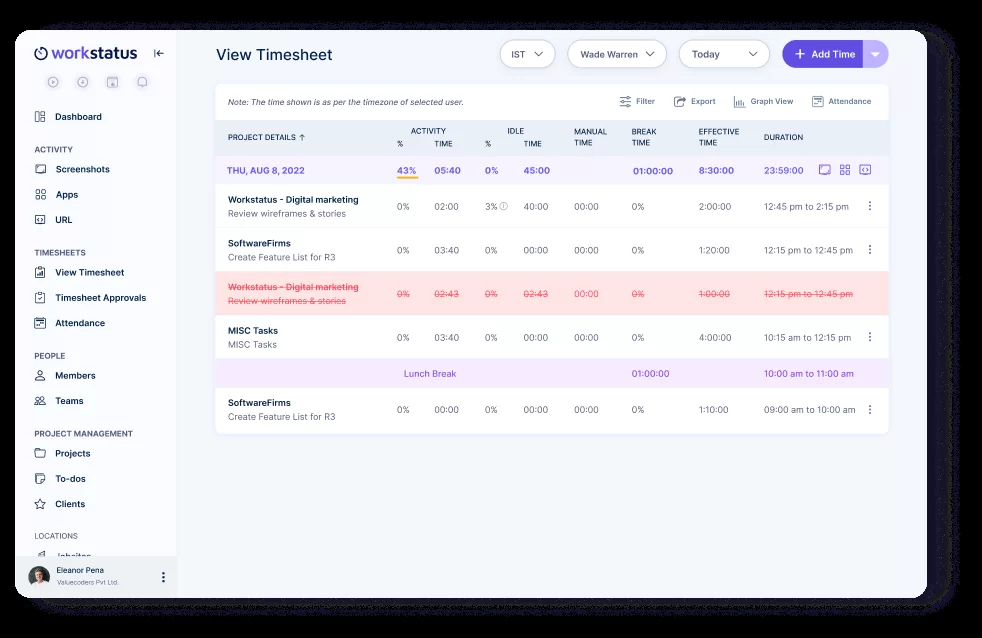 workstatus
View Timesheet
IST
Wade Warren
Today
+ Add Time
Note: The time shown is as per the timezone of selected user.
Filter
Export
Graph View
Attendance
Dashboard
ACTIVITY
Screenshots
Apps
URL
TIMESHEETS
View Timesheet
Timesheet Approvals
Attendance
PEOPLE
Members
Teams
PROJECT MANAGEMENT
Projects
To-dos
Clients
LOCATIONS
Jobsites
Eleanor Pena
Valuecoders Pvt Ltd.
PROJECT DETAILS ↑ ACTIVITY IDLE MANUAL BREAK EFFECTIVE DURATION
% TIME % TIME TIME TIME TIME
THU, AUG 8, 2022 43% 05:40 0% 45:00 01:00:00 8:30:00 23:59:00
Workstatus - Digital marketing
Review wireframes & stories
0% 02:00 3% 40:00 00:00 0% 2:00:00 12:45 pm to 2:15 pm
SoftwareFirms
Create Feature List for R3
0% 03:40 0% 00:00 00:00 0% 1:20:00 12:15 pm to 12:45 pm
Workstatus - Digital marketing
Review wireframes & stories
0% 02:43 0% 02:43 00:00 0% 1:00:00 12:15 pm to 12:45 pm
MISC Tasks
MISC Tasks
0% 03:40 0% 00:00 00:00 0% 4:00:00 10:15 am to 12:15 pm
Lunch Break 01:00:00 10:00 am to 11:00 am
SoftwareFirms
Create Feature List for R3
0% 00:00 0% 00:00 00:00 0% 1:10:00 09:00 am to 10:00 am